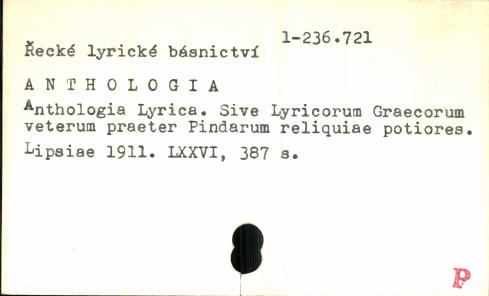 1-236.721
Řecké lyrické básnictví
A N T H O L O G I A
Anthologia Lyrica. Sive Lyricorum Graecorum
veterum praeter Pindarum reliquiae potiores.
Lipsiae 1911. LXXVI, 387 s.
P